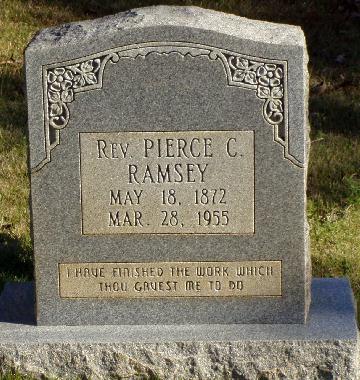 Rev. PIERCE C.
RAMSEY
MAY 18, 1872
MAR. 28, 1955
I HAVE FINISHED THE WORK WHICH
THOU GAVEST ME TO DO